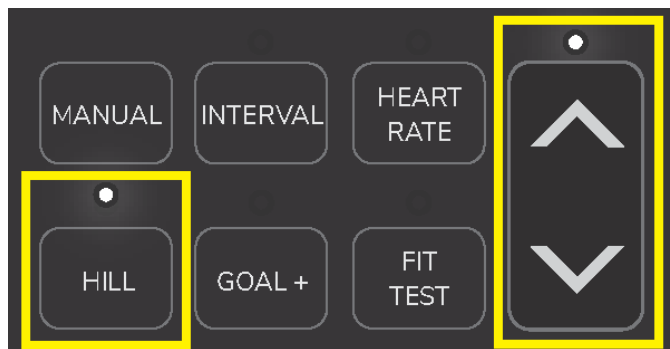 MANUAL
INTERVAL
HEART
RATE
HILL
GOAL +
FIT
TEST